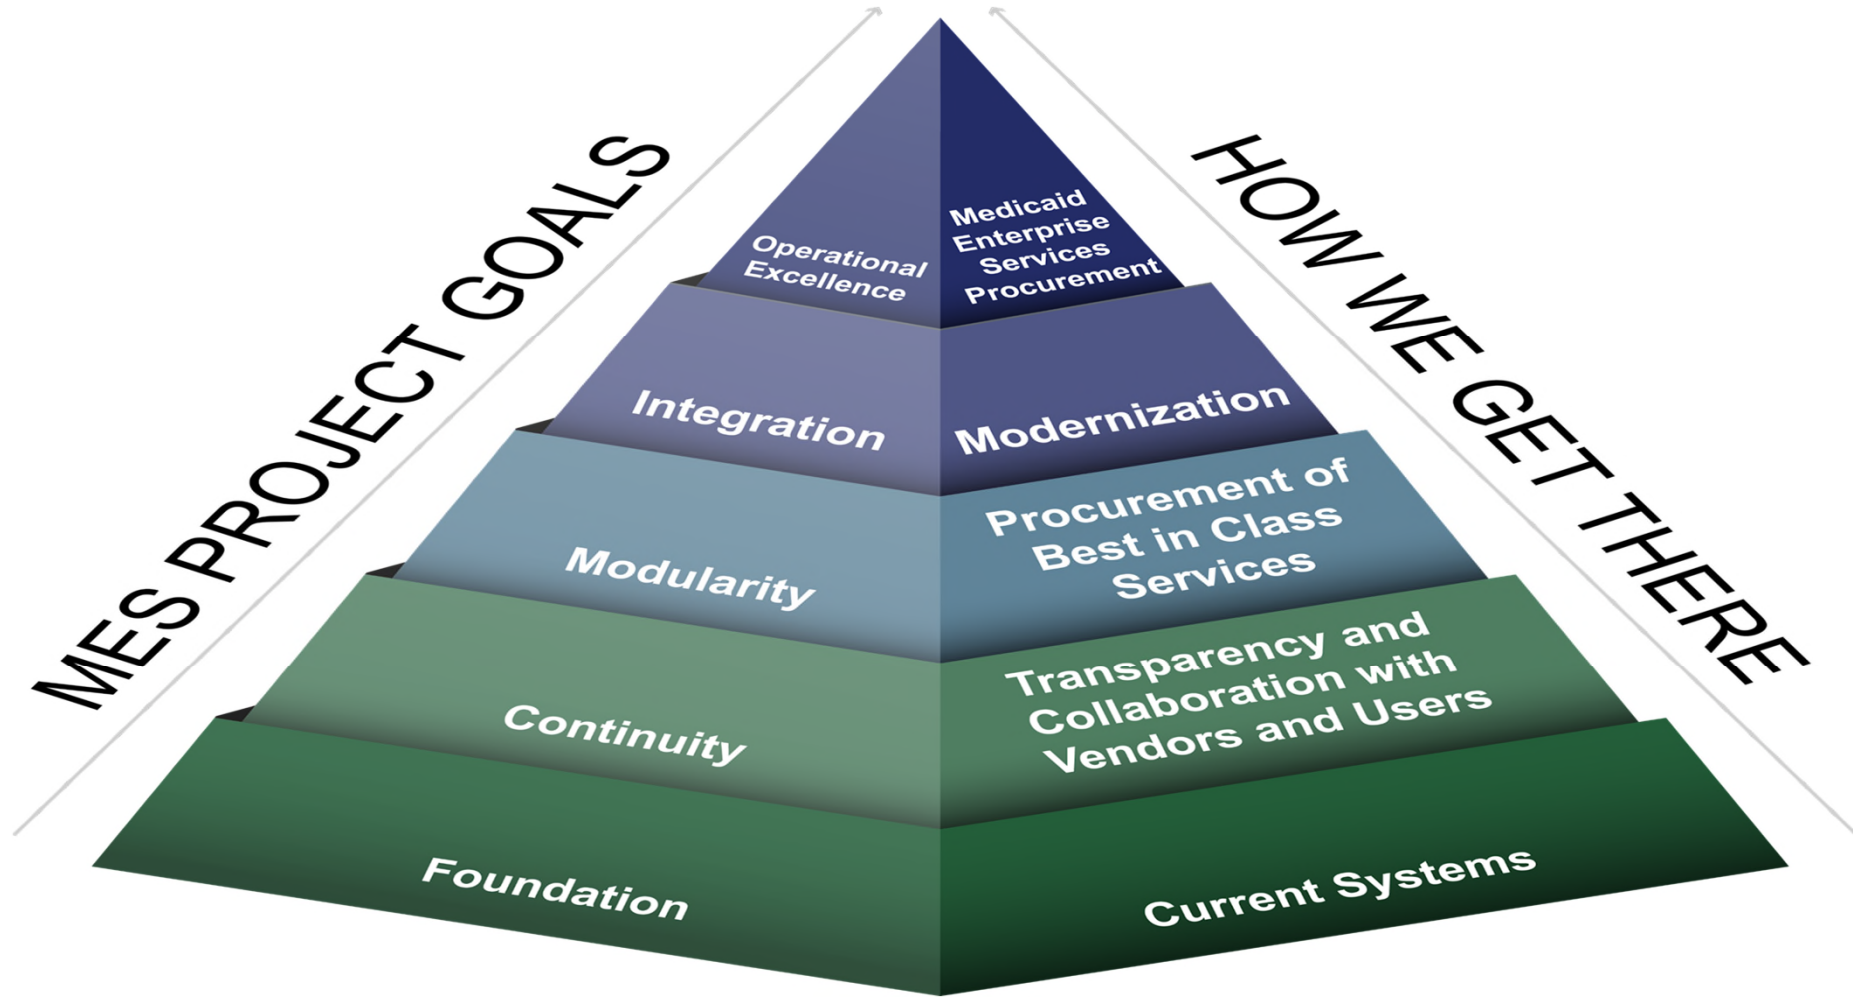 MES PROJECT GOALS
HOW WE GET THERE
Operational
Excellence
Medicaid
Enterprise
Services
Procurement
Integration
Modernization
Modularity
Procurement of
Best in Class
Services
Continuity
Transparency and
Collaboration with
Vendors and Users
Foundation
Current Systems